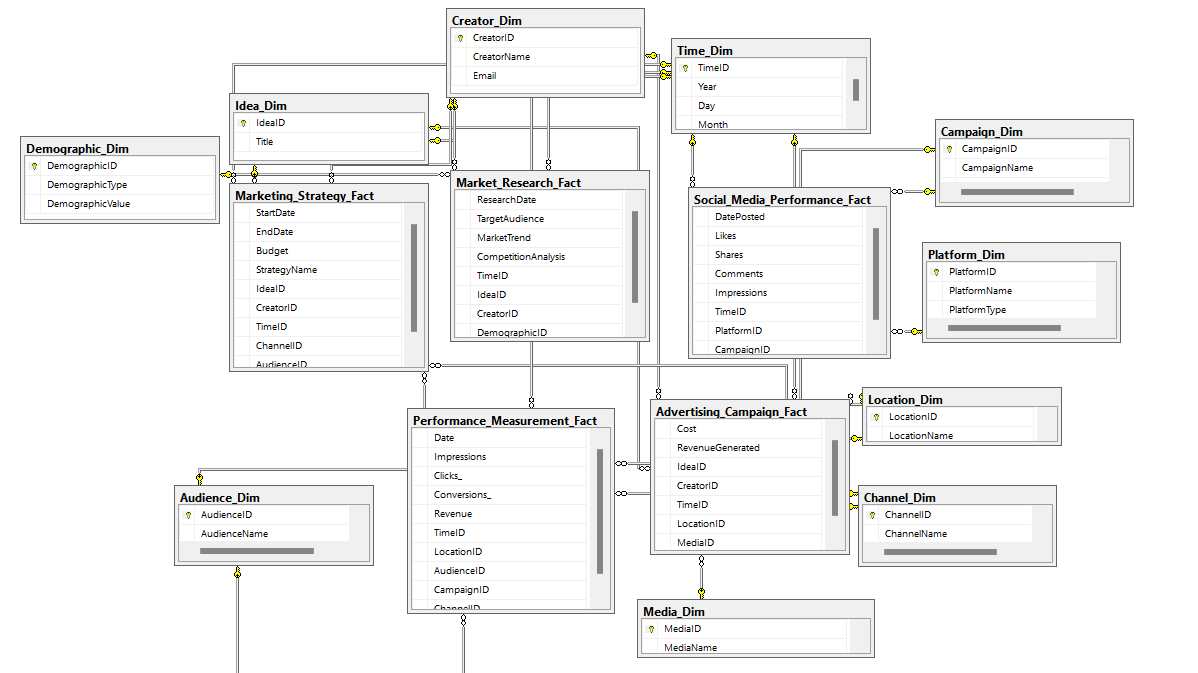 Creator_Dim
CreatorID
CreatorName
Email
Time_Dim
TimeID
Year
Day
Month
Idea_Dim
IdeaID
Title
Campaign_Dim
CampaignID
CampaignName
Demographic_Dim
DemographicID
DemographicType
DemographicValue
Marketing_Strategy_Fact
StartDate
EndDate
Budget
StrategyName
IdeaID
CreatorID
TimeID
ChannelID
AudienceID
Market_Research_Fact
ResearchDate
TargetAudience
MarketTrend
CompetitionAnalysis
TimeID
IdeaID
CreatorID
DemographicID
Social_Media_Performance_Fact
DatePosted
Likes
Shares
Comments
Impressions
TimeID
PlatformID
CampaignID
Platform_Dim
PlatformID
PlatformName
PlatformType
Location_Dim
LocationID
LocationName
Performance_Measurement_Fact
Date
Impressions
Clicks_
Conversions_
Revenue
TimeID
LocationID
AudienceID
CampaignID
ChannelID
Advertising_Campaign_Fact
Cost
RevenueGenerated
IdeaID
CreatorID
TimeID
LocationID
MediaID
Audience_Dim
AudienceID
AudienceName
Channel_Dim
ChannelID
ChannelName
Media_Dim
MediaID
MediaName